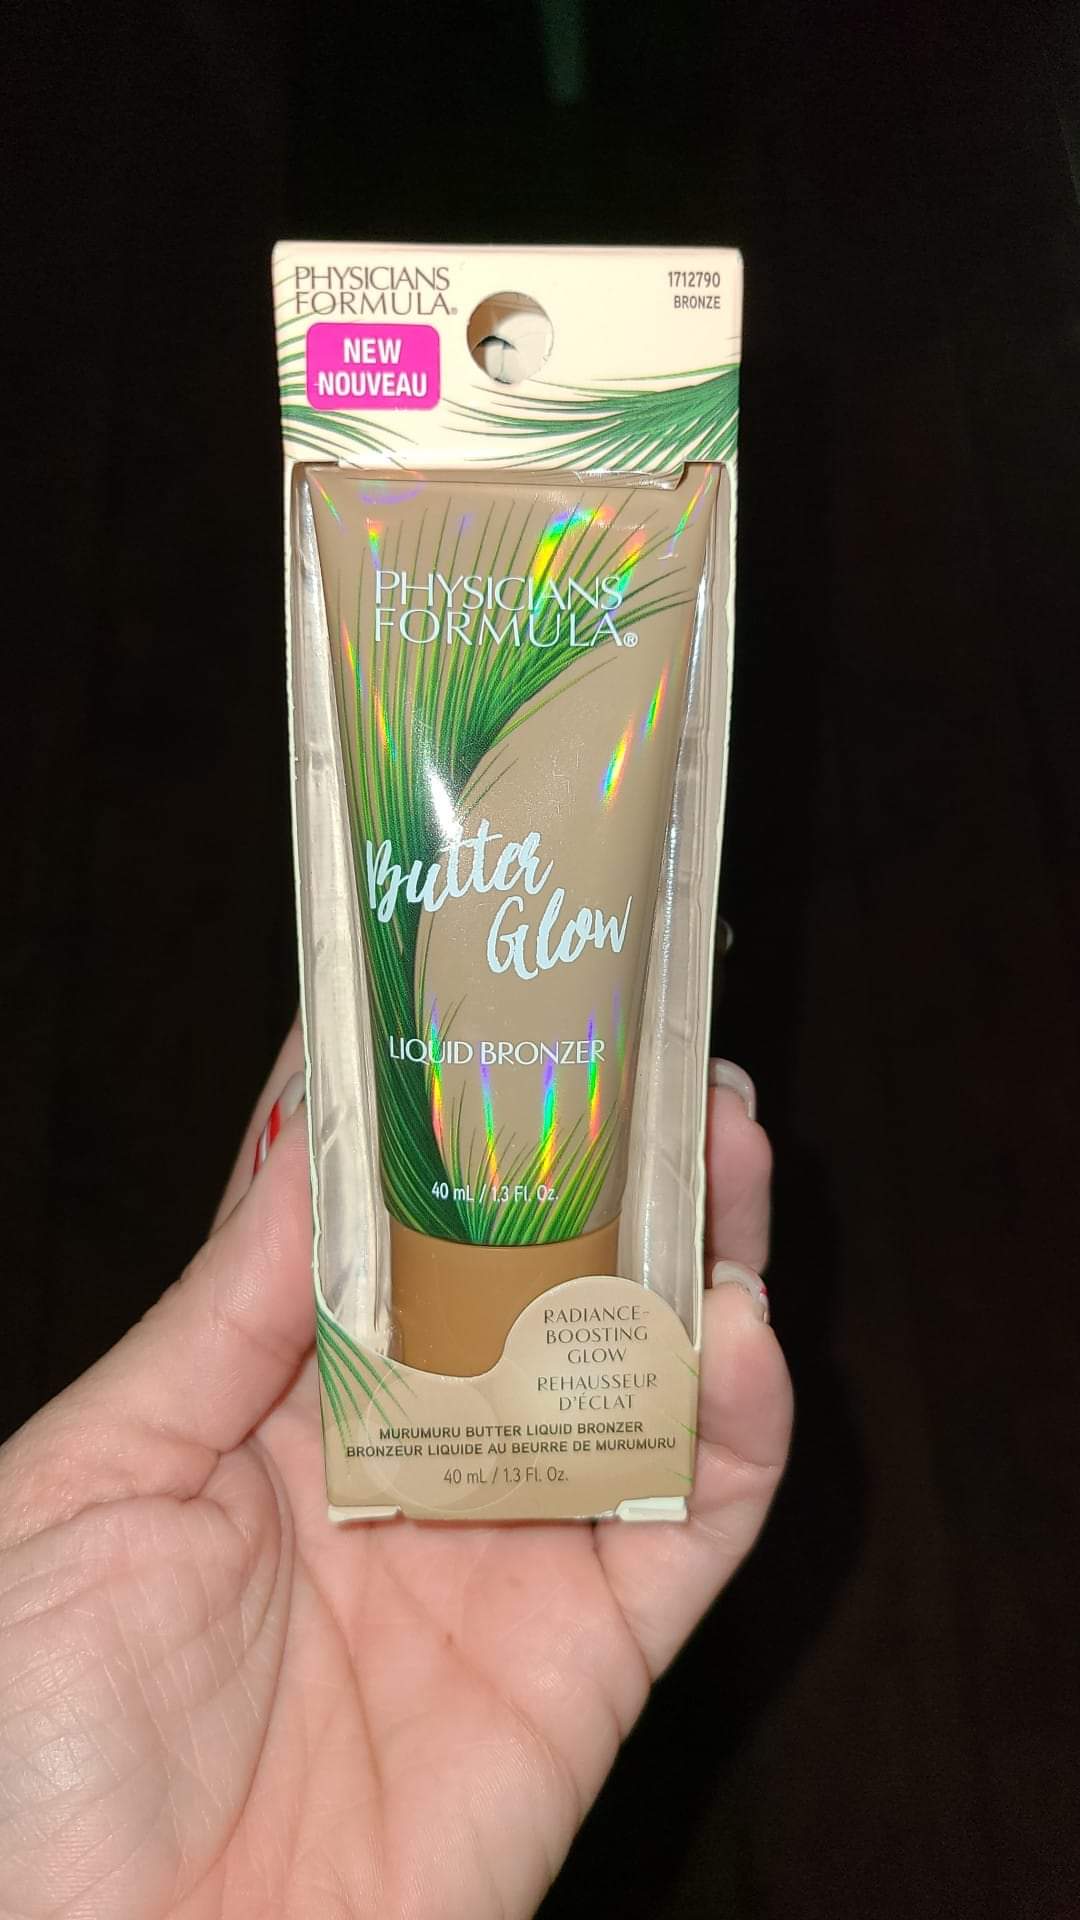 PHYSICIANS
FORMULA®
1712790
BRONZE
NEW
NOUVEAU
PHYSICIANS
FORMULA®
Butter
Glow
LIQUID BRONZER
40 mL / 1.3 Fl. Oz.
RADIANCE-
BOOSTING
GLOW
REHAUSSEUR
D'ÉCLAT
MURUMURU BUTTER LIQUID BRONZER
BRONZEUR LIQUIDE AU BEURRE DE MURUMURU
40 mL / 1.3 Fl. Oz.